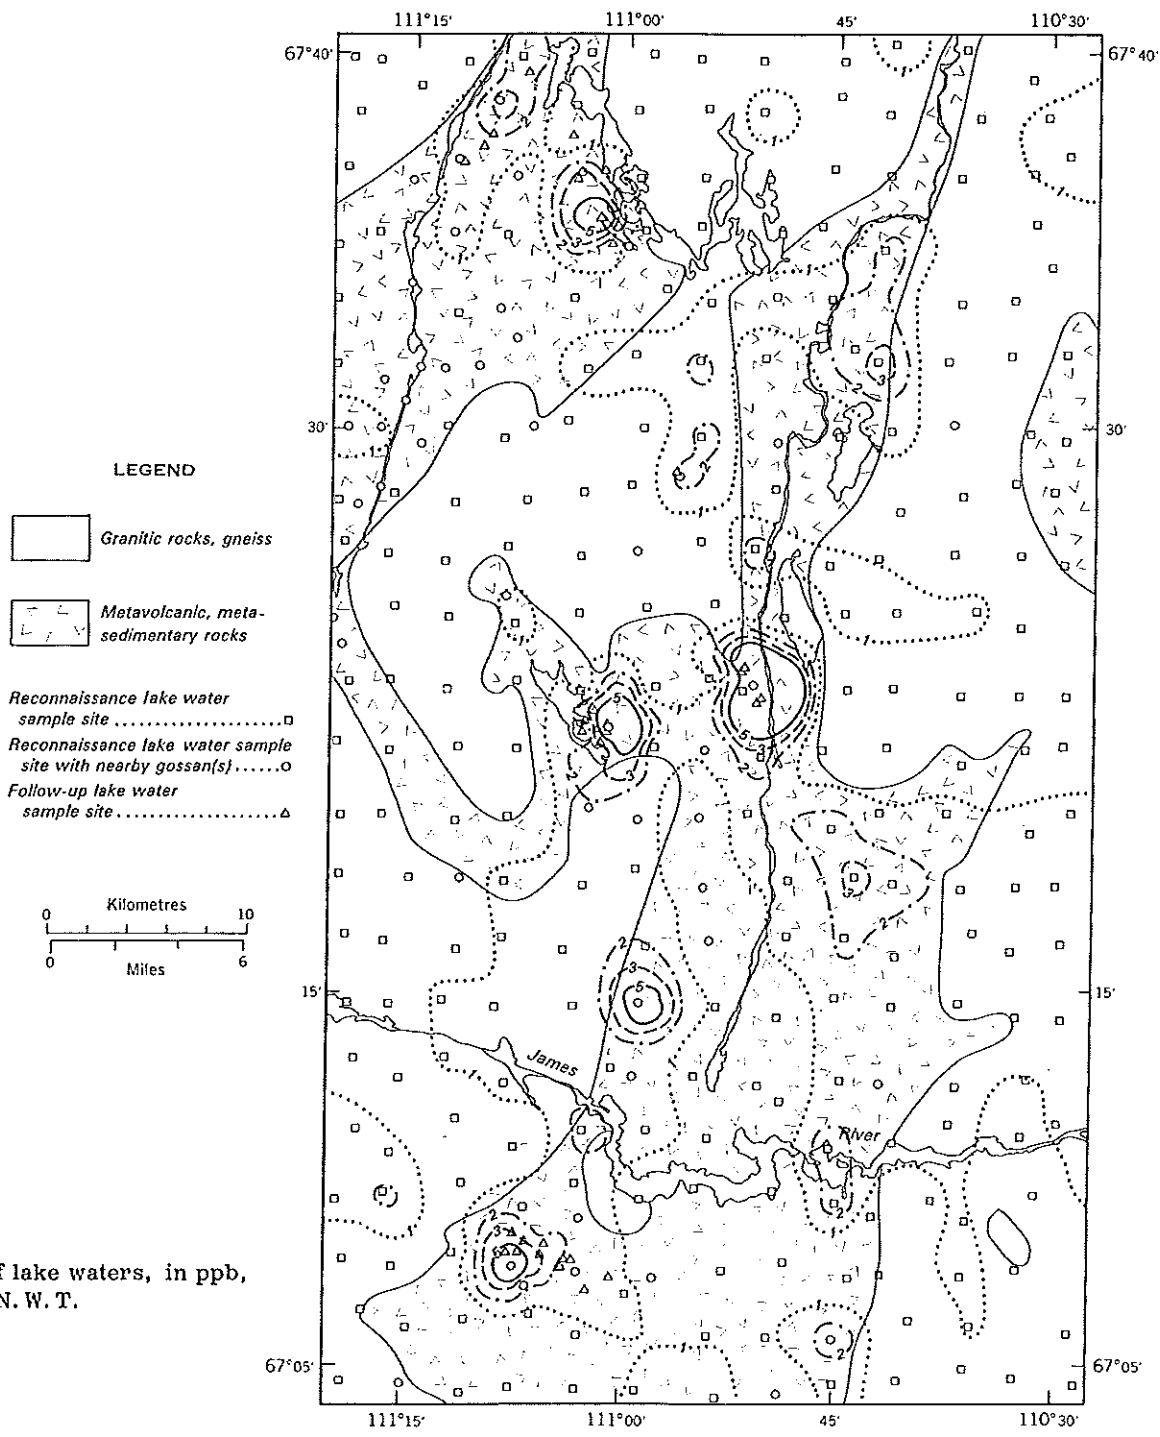 111°15'
111°00'
45'
110°30'
67°40'
67°40'
30'
30'
15'
15'
67°05'
67°05'
111°15'
111°00'
45'
110°30'
LEGEND
Granitic rocks, gneiss
Metavolcanic, meta-
sedimentary rocks
Reconnaissance lake water
sample site
Reconnaissance lake water sample
site with nearby gossan(s)
Follow-up lake water
sample site
Kilometres
0 10
0 6
Miles
James
River
f lake waters, in ppb,
N. W. T.